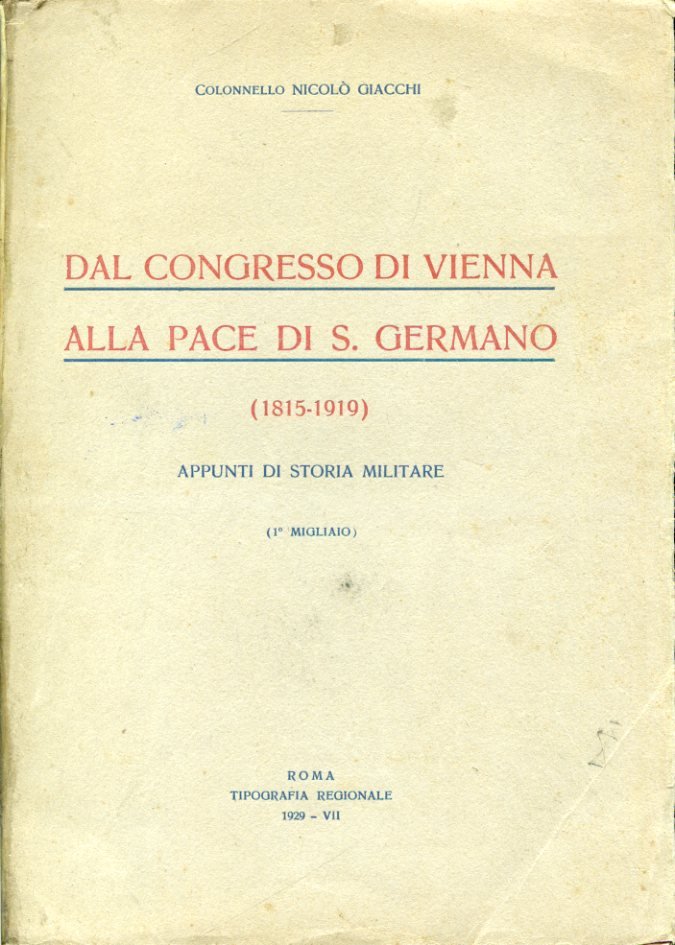 Colonnello NICOLÒ GIACCHI
DAL CONGRESSO DI VIENNA
ALLA PACE DI S. GERMANO
(1815-1919)
APPUNTI DI STORIA MILITARE
(1º MIGLIAIO)
ROMA
TIPOGRAFIA REGIONALE
1929 – VII